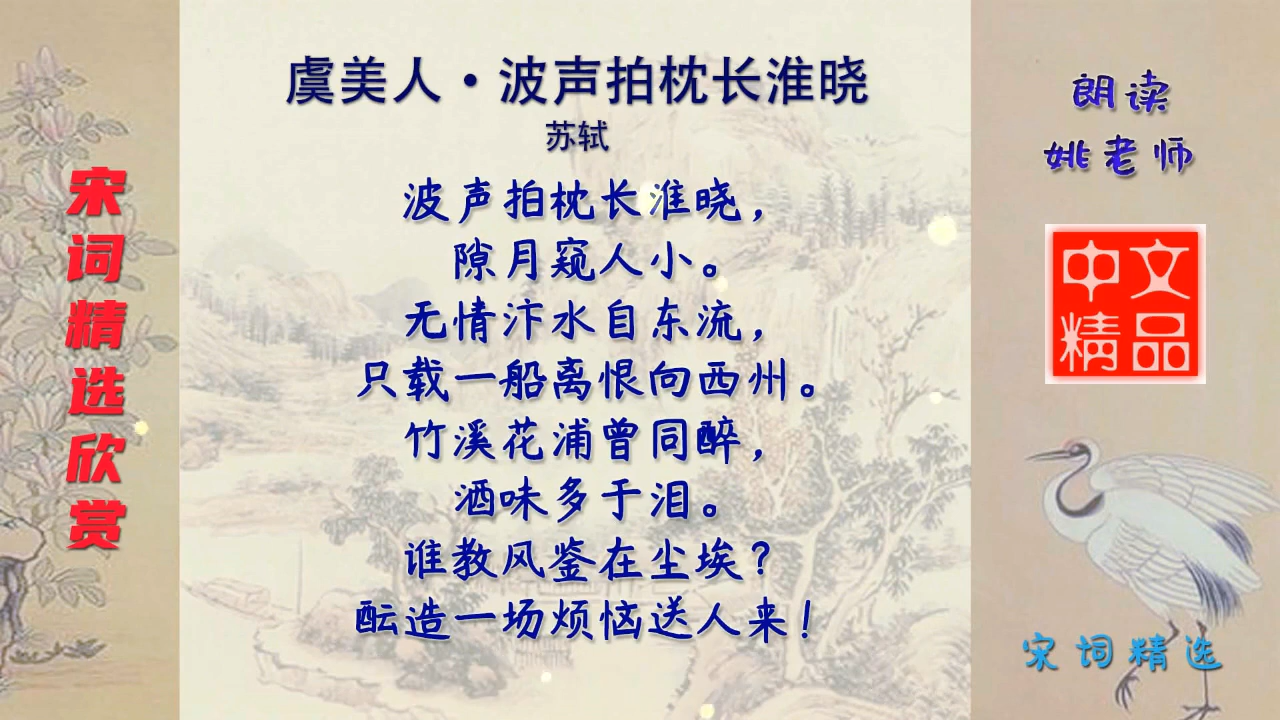 宋词精选欣赏
虞美人·波声拍枕长淮晓
苏轼
波声拍枕长淮晓，
隙月窥人小。
无情汴水自东流，
只载一船离恨向西州。
竹溪花浦曾同醉，
酒味多于泪。
谁教风鉴在尘埃？
酝造一场烦恼送人来！
朗读
姚老师
中文
精品
宋词精选